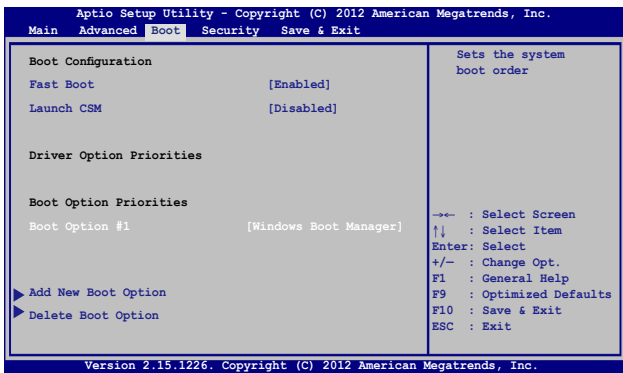 Aptio Setup Utility - Copyright (C) 2012 American Megatrends, Inc.
Main Advanced Boot Security Save & Exit
Boot Configuration
Fast Boot [Enabled]
Launch CSM [Disabled]
Driver Option Priorities
Boot Option Priorities
Boot Option #1 [Windows Boot Manager]
Add New Boot Option
Delete Boot Option
Sets the system
boot order
→← : Select Screen
↑↓ : Select Item
Enter: Select
+/— : Change Opt.
F1 : General Help
F9 : Optimized Defaults
F10 : Save & Exit
ESC : Exit
Version 2.15.1226. Copyright (C) 2012 American Megatrends, Inc.